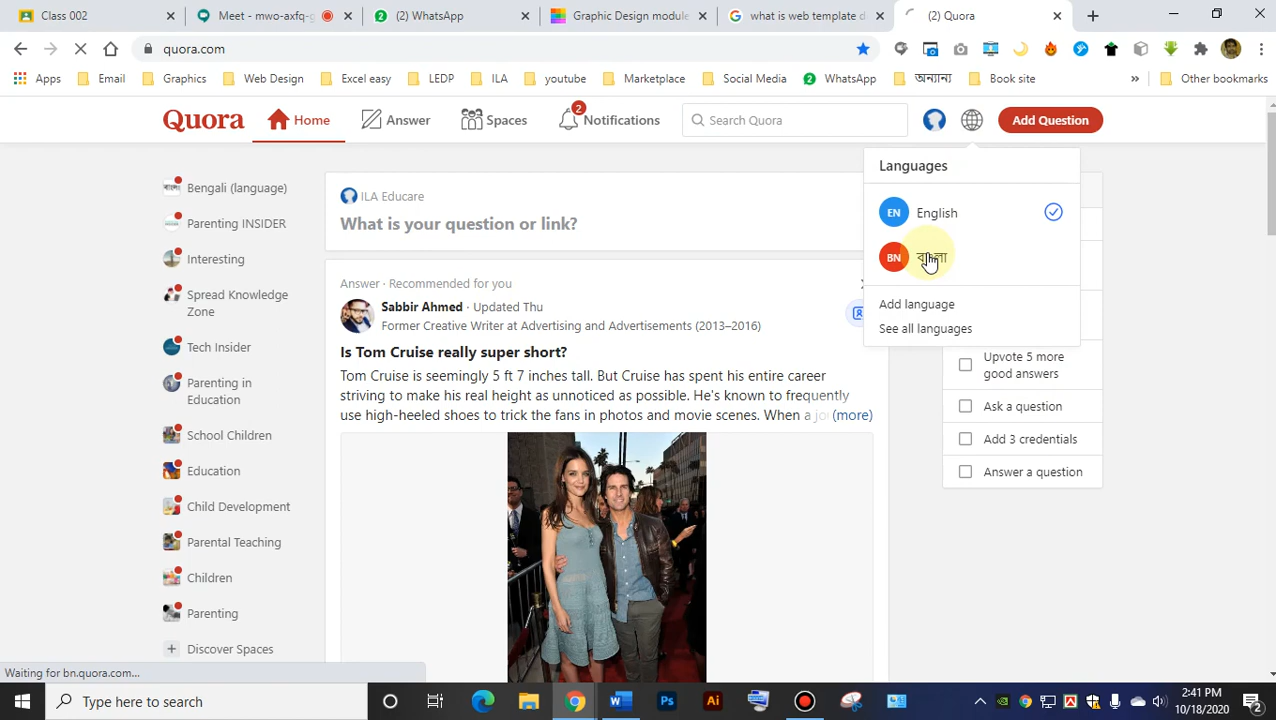 Class 002
Meet - mwo-axfq-g
(2) WhatsApp
Graphic Design module
what is web template d
(2) Quora
quora.com
Apps
Email
Graphics
Web Design
Excel easy
LEDP
ILA
youtube
Marketplace
Social Media
WhatsApp
অন্যান্য
Book site
Other bookmarks
Quora
Home
Answer
Spaces
2
Notifications
Search Quora
Add Question
Languages
EN English
BN বাংলা
Add language
See all languages
Bengali (language)
Parenting INSIDER
Interesting
Spread Knowledge
Zone
Tech Insider
Parenting in
Education
School Children
Education
Child Development
Parental Teaching
Children
Parenting
Discover Spaces
ILA Educare
What is your question or link?
Answer · Recommended for you
Sabbir Ahmed · Updated Thu
Former Creative Writer at Advertising and Advertisements (2013–2016)
Is Tom Cruise really super short?
Tom Cruise is seemingly 5 ft 7 inches tall. But Cruise has spent his entire career
striving to make his real height as unnoticed as possible. He's known to frequently
use high-heeled shoes to trick the fans in photos and movie scenes. When a jo (more)
Upvote 5 more
good answers
Ask a question
Add 3 credentials
Answer a question
Waiting for bn.quora.com...
Type here to search
2:41 PM
10/18/2020
2